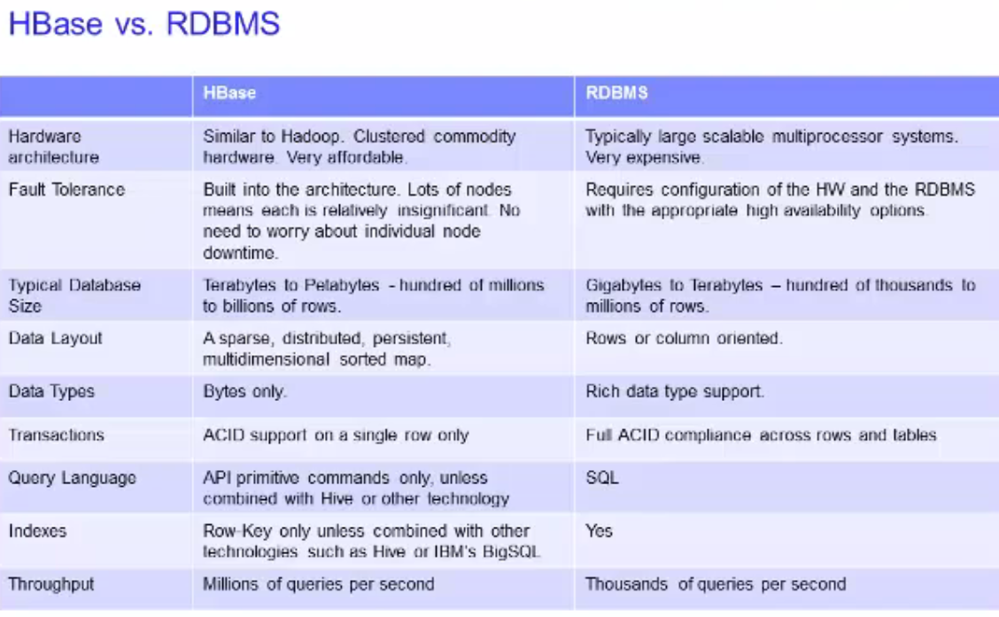 HBase vs. RDBMS
HBase
RDBMS
Hardware
architecture
Similar to Hadoop. Clustered commodity
hardware. Very affordable.
Typically large scalable multiprocessor systems.
Very expensive.
Fault Tolerance
Built into the architecture. Lots of nodes
means each is relatively insignificant. No
need to worry about individual node
downtime.
Requires configuration of the HW and the RDBMS
with the appropriate high availability options.
Typical Database
Size
Terabytes to Petabytes - hundred of millions
to billions of rows.
Gigabytes to Terabytes – hundred of thousands to
millions of rows.
Data Layout
A sparse, distributed, persistent,
multidimensional sorted map.
Rows or column oriented.
Data Types
Bytes only.
Rich data type support.
Transactions
ACID support on a single row only
Full ACID compliance across rows and tables
Query Language
API primitive commands only, unless
combined with Hive or other technology
SQL
Indexes
Row-Key only unless combined with other
technologies such as Hive or IBM's BigSQL
Yes
Throughput
Millions of queries per second
Thousands of queries per second